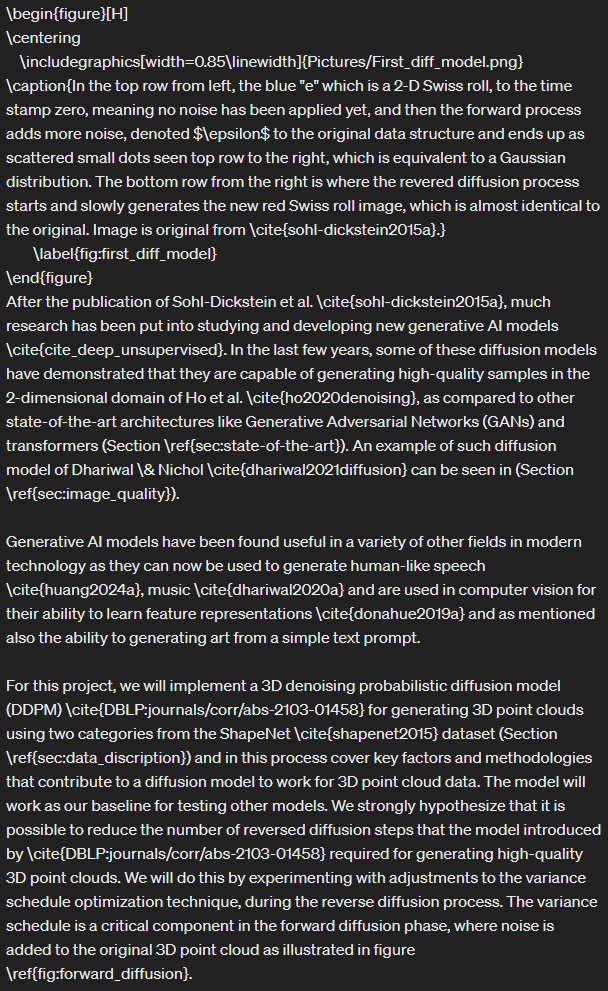 \begin{figure}[H]
\centering
\includegraphics[width=0.85\linewidth]{Pictures/First_diff_model.png}
\caption{In the top row from left, the blue "e" which is a 2-D Swiss roll, to the time
stamp zero, meaning no noise has been applied yet, and then the forward process
adds more noise, denoted $\epsilon$ to the original data structure and ends up as
scattered small dots seen top row to the right, which is equivalent to a Gaussian
distribution. The bottom row from the right is where the revered diffusion process
starts and slowly generates the new red Swiss roll image, which is almost identical to
the original. Image is original from \cite{sohl-dickstein2015a}.}
\label{fig:first_diff_model}
\end{figure}
After the publication of Sohl-Dickstein et al. \cite{sohl-dickstein2015a}, much
research has been put into studying and developing new generative AI models
\cite{cite_deep_unsupervised}. In the last few years, some of these diffusion models
have demonstrated that they are capable of generating high-quality samples in the
2-dimensional domain of Ho et al. \cite{ho2020denoising}, as compared to other
state-of-the-art architectures like Generative Adversarial Networks (GANs) and
transformers (Section \ref{sec:state-of-the-art}). An example of such diffusion
model of Dhariwal \& Nichol \cite{dhariwal2021diffusion} can be seen in (Section
\ref{sec:image_quality}).

Generative AI models have been found useful in a variety of other fields in modern
technology as they can now be used to generate human-like speech
\cite{huang2024a}, music \cite{dhariwal2020a} and are used in computer vision for
their ability to learn feature representations \cite{donahue2019a} and as mentioned
also the ability to generating art from a simple text prompt.

For this project, we will implement a 3D denoising probabilistic diffusion model
(DDPM) \cite{DBLP:journals/corr/abs-2103-01458} for generating 3D point clouds
using two categories from the ShapeNet \cite{shapenet2015} dataset (Section
\ref{sec:data_discription}) and in this process cover key factors and methodologies
that contribute to a diffusion model to work for 3D point cloud data. The model will
work as our baseline for testing other models. We strongly hypothesize that it is
possible to reduce the number of reversed diffusion steps that the model introduced
by \cite{DBLP:journals/corr/abs-2103-01458} required for generating high-quality
3D point clouds. We will do this by experimenting with adjustments to the variance
schedule optimization technique, during the reverse diffusion process. The variance
schedule is a critical component in the forward diffusion phase, where noise is
added to the original 3D point cloud as illustrated in figure
\ref{fig:forward_diffusion}.